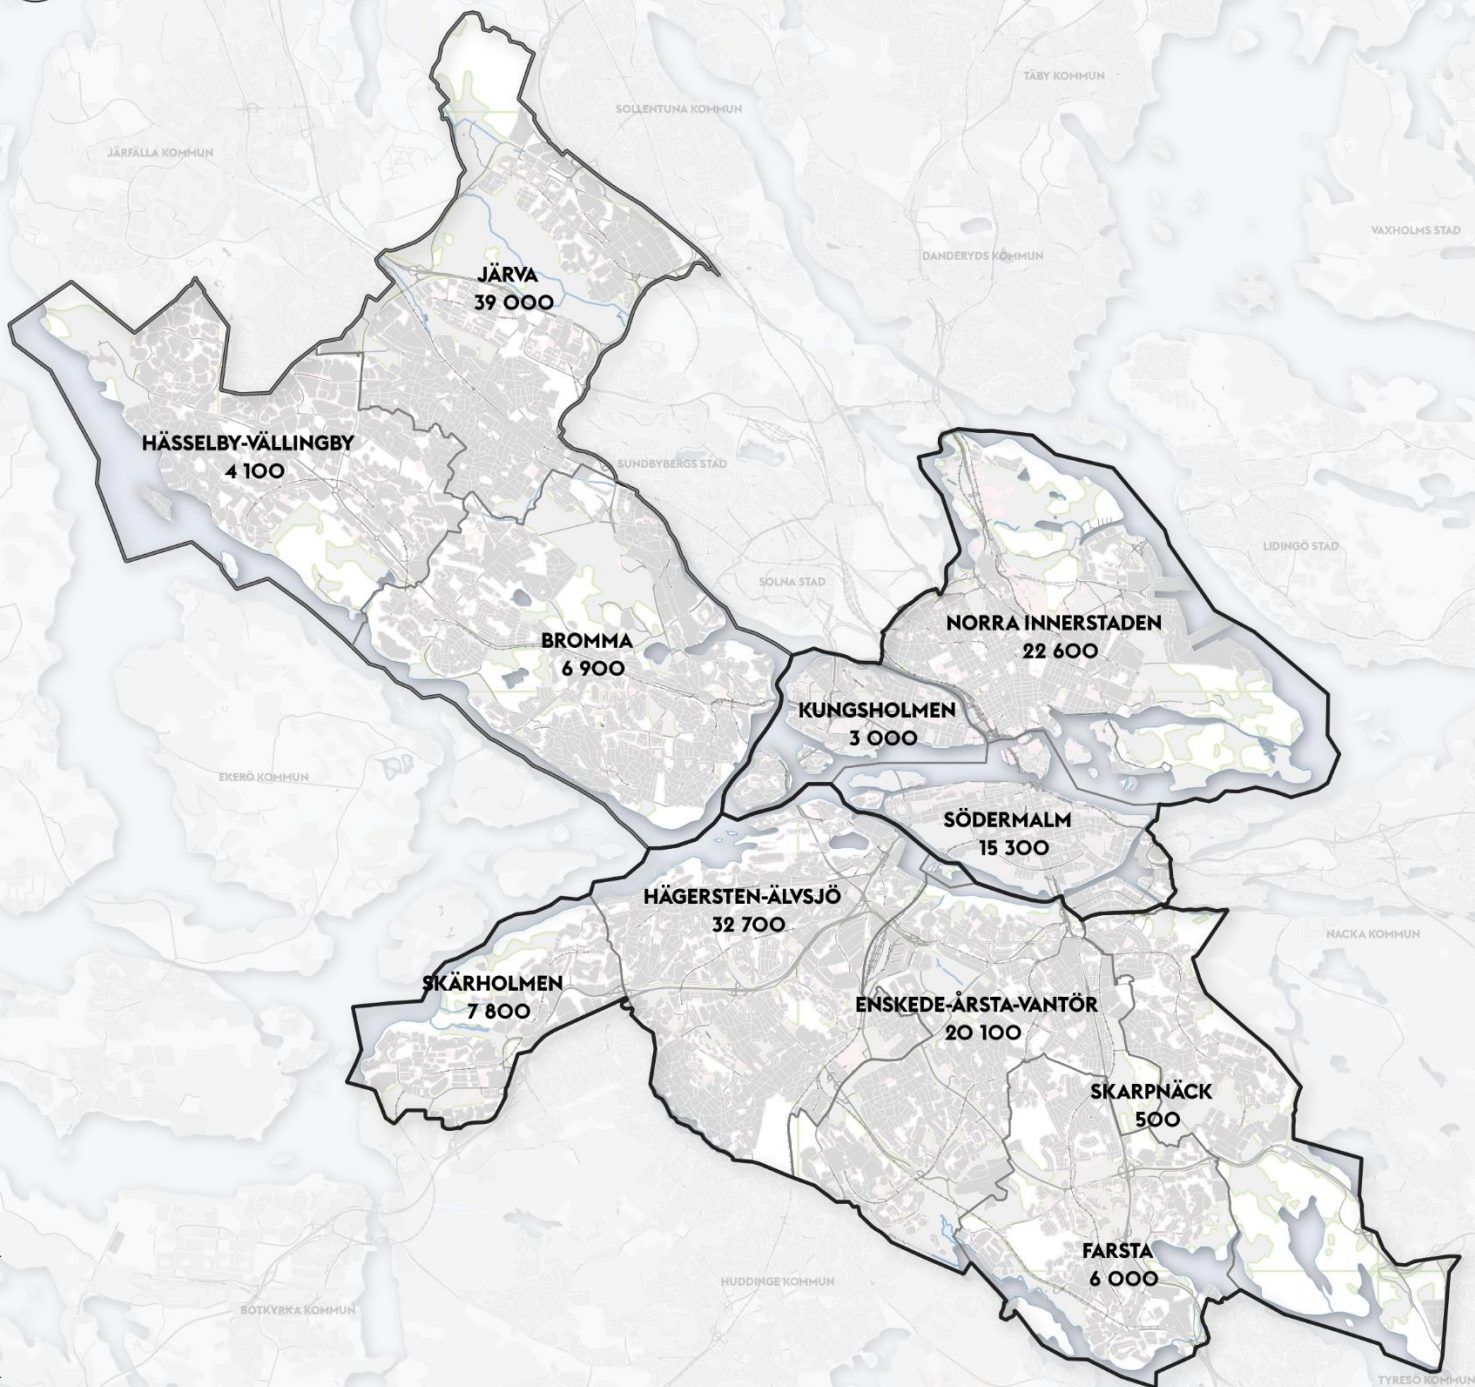 TÄBY KOMMUN
SOLLENTUNA KOMMUN
JÄRFÄLLA KOMMUN
VAXHOLMS STAD
DANDERYDS KOMMUN
JÄRVA
39 000
HÄSSELBY-VÄLLINGBY
4 100
SUNDBYBERGS STAD
LIDINGÖ STAD
SOLNA STAD
NORRA INNERSTADEN
22 600
BROMMA
6 900
KUNGSHOLMEN
3 000
EKERÖ KOMMUN
SÖDERMALM
15 300
HÄGERSTEN-ÄLVSJÖ
32 700
NACKA KOMMUN
SKÄRHOLMEN
7 800
ENSKEDE-ÅRSTA-VANTÖR
20 100
SKARPNÄCK
500
FARSTA
6 000
HUDDINGE KOMMUN
BOTKYRKA KOMMUN
TYRESÖ KOMMUN